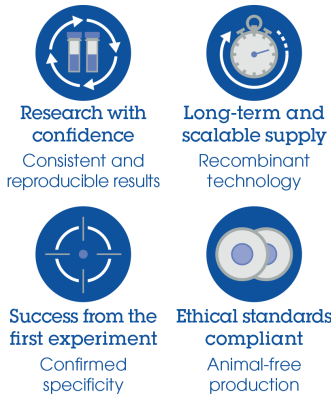 Research with
confidence
Consistent and
reproducible results
Long-term and
scalable supply
Recombinant
technology
Success from the
first experiment
Confirmed
specificity
Ethical standards
compliant
Animal-free
production